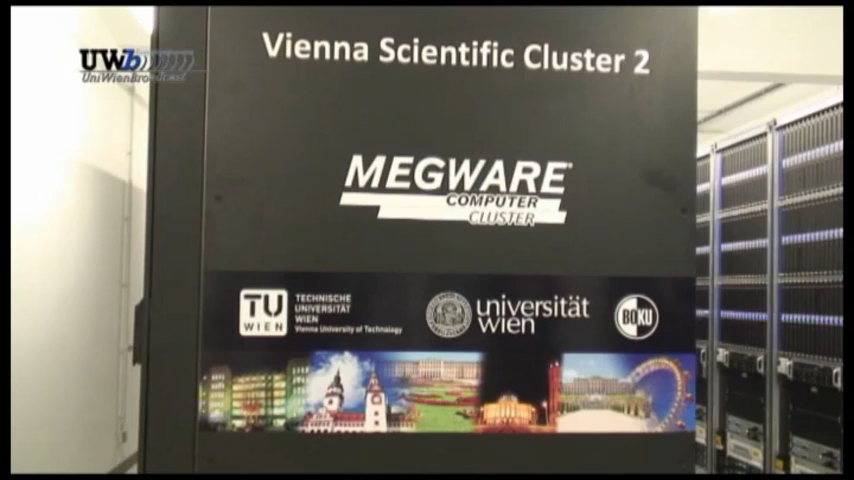 UWb
UniWienBroadcast
Vienna Scientific Cluster 2
MEGWARE
COMPUTER
CLUSTER
TU
WIEN
TECHNISCHE
UNIVERSITÄT
WIEN
Vienna University of Technology
universität
wien
BOKU